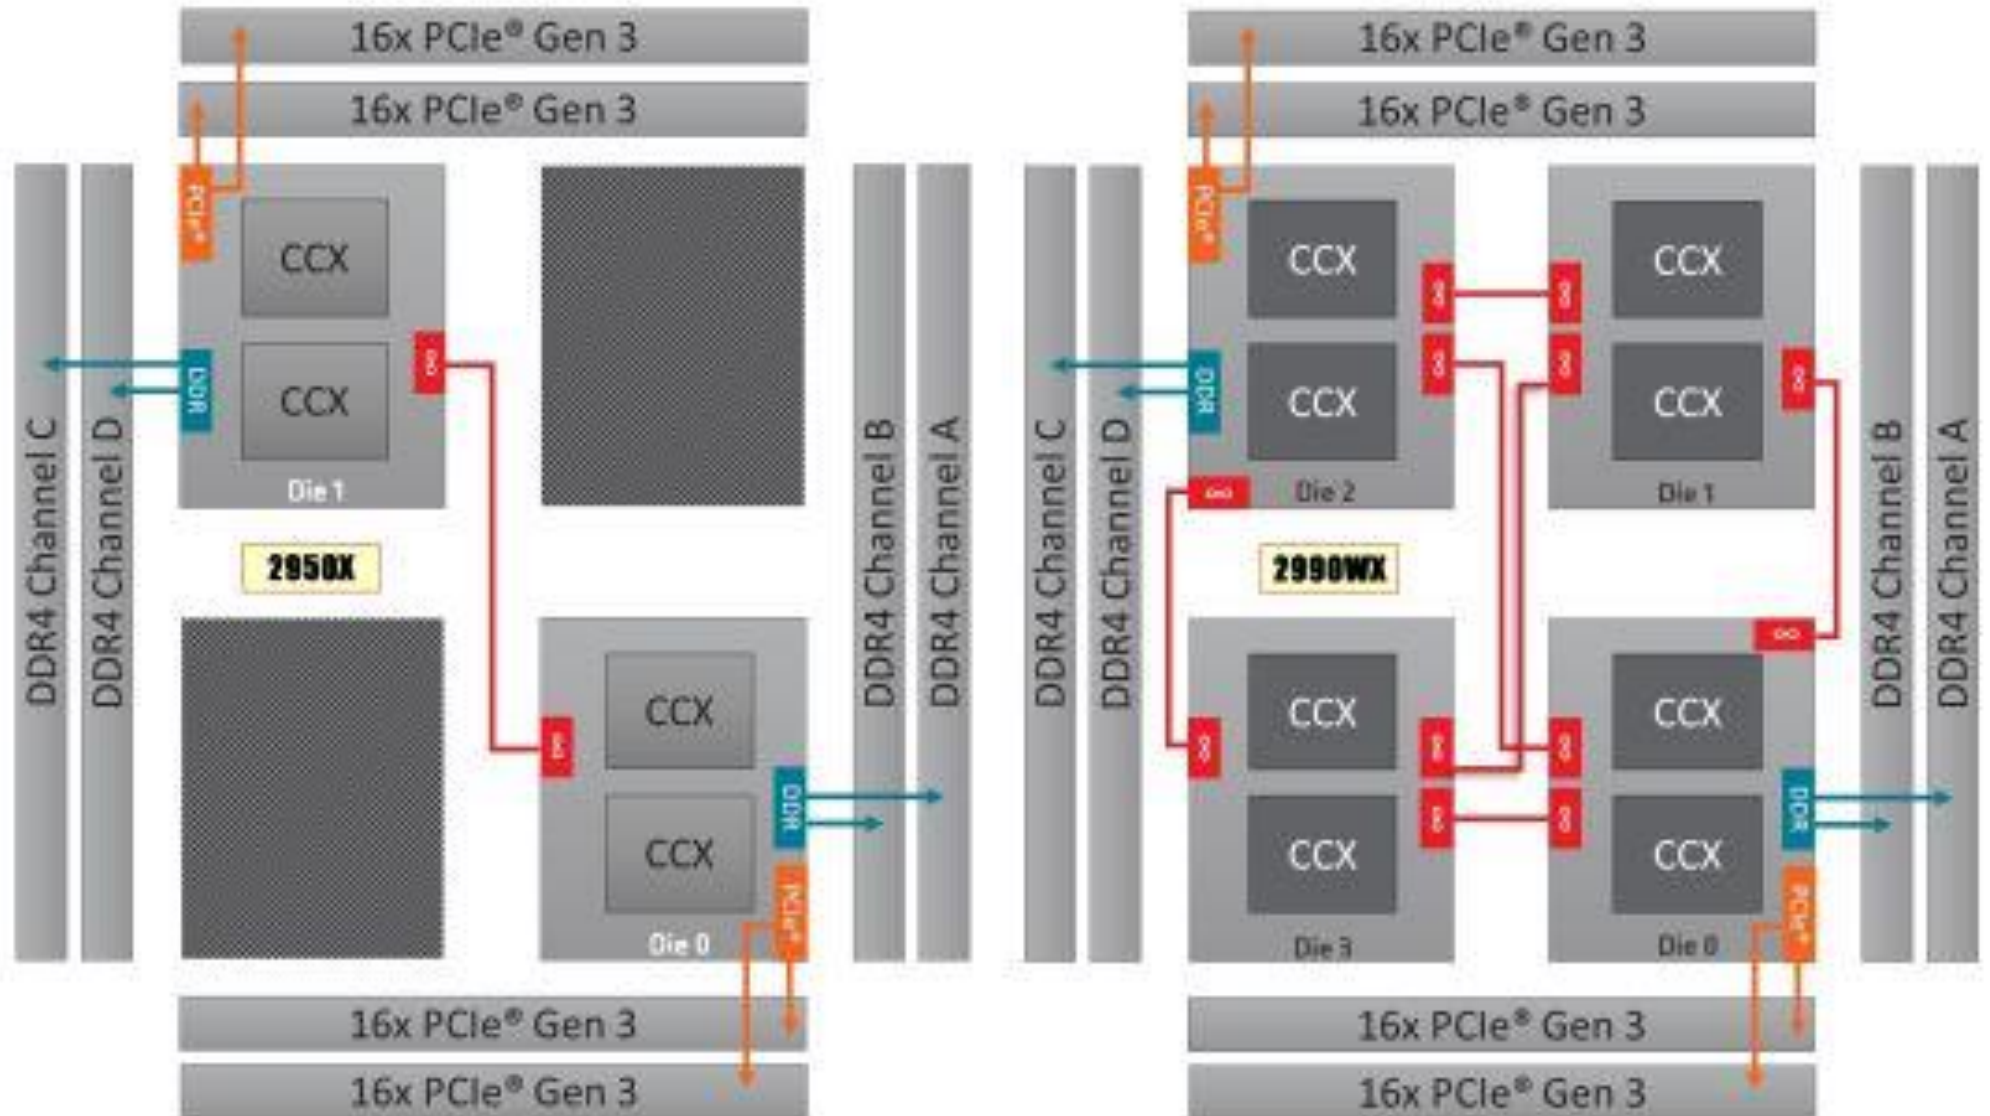 16x PCIe® Gen 3
16x PCIe® Gen 3
DDR4 Channel C
DDR4 Channel D
PCIe®
DDR
CCX
CCX
Die 1
2950X
CCX
CCX
DDR
PCIe®
Die 0
DDR4 Channel B
DDR4 Channel A
16x PCIe® Gen 3
16x PCIe® Gen 3
16x PCIe® Gen 3
16x PCIe® Gen 3
DDR4 Channel C
DDR4 Channel D
PCIe®
DDR
CCX
CCX
Die 2
CCX
CCX
Die 1
2990WX
CCX
CCX
Die 3
CCX
CCX
DDR
PCIe®
Die 0
DDR4 Channel B
DDR4 Channel A
16x PCIe® Gen 3
16x PCIe® Gen 3